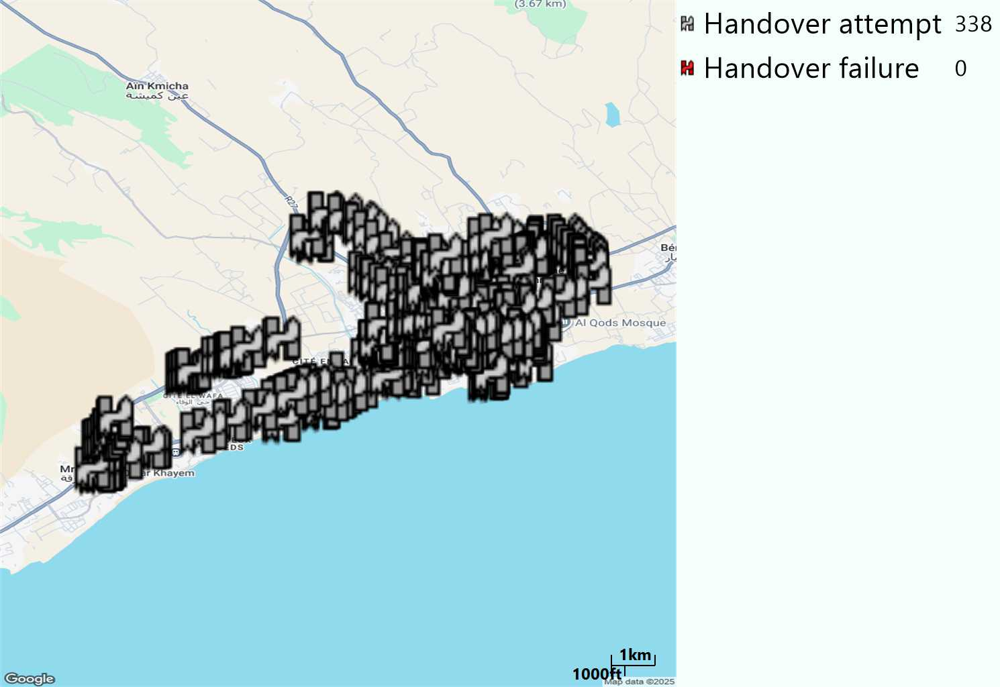 (3.67 km)
Handover attempt 338
Handover failure 0
Aïn Kmicha
عين كميشة
R27
Al Qods Mosque
CITÉ EL WAFA
حي الوفاء
EDS
Khayem
1km
1000ft
Google
Map data ©2025